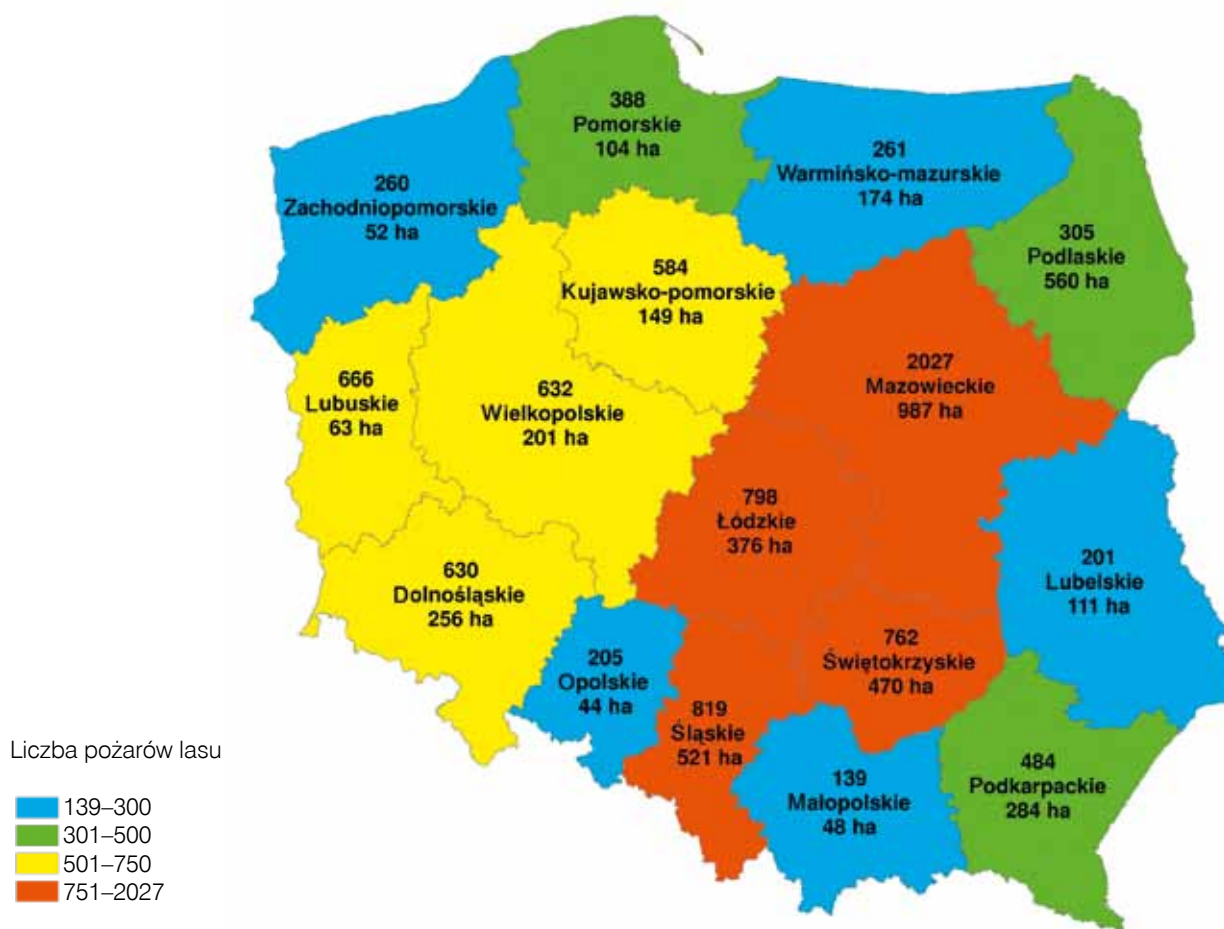 388
Pomorskie
104 ha
261
Warmińsko-mazurskie
174 ha
260
Zachodniopomorskie
52 ha
305
Podlaskie
560 ha
584
Kujawsko-pomorskie
149 ha
2027
Mazowieckie
987 ha
666
Lubuskie
63 ha
632
Wielkopolskie
201 ha
798
Łódzkie
376 ha
201
Lubelskie
111 ha
630
Dolnośląskie
256 ha
762
Świętokrzyskie
470 ha
205
Opolskie
44 ha
819
Śląskie
521 ha
484
Podkarpackie
284 ha
139
Małopolskie
48 ha
Liczba pożarów lasu
139–300
301–500
501–750
751–2027